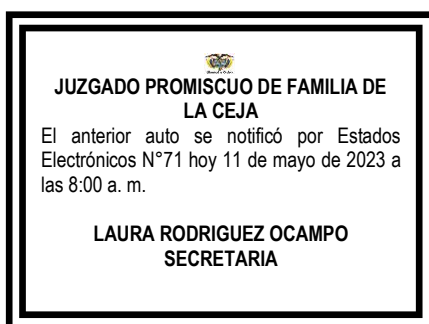 JUZGADO PROMISCUO DE FAMILIA DE
LA CEJA
El anterior auto se notificó por Estados
Electrónicos N°71 hoy 11 de mayo de 2023 a
las 8:00 a. m.
LAURA RODRIGUEZ OCAMPO
SECRETARIA